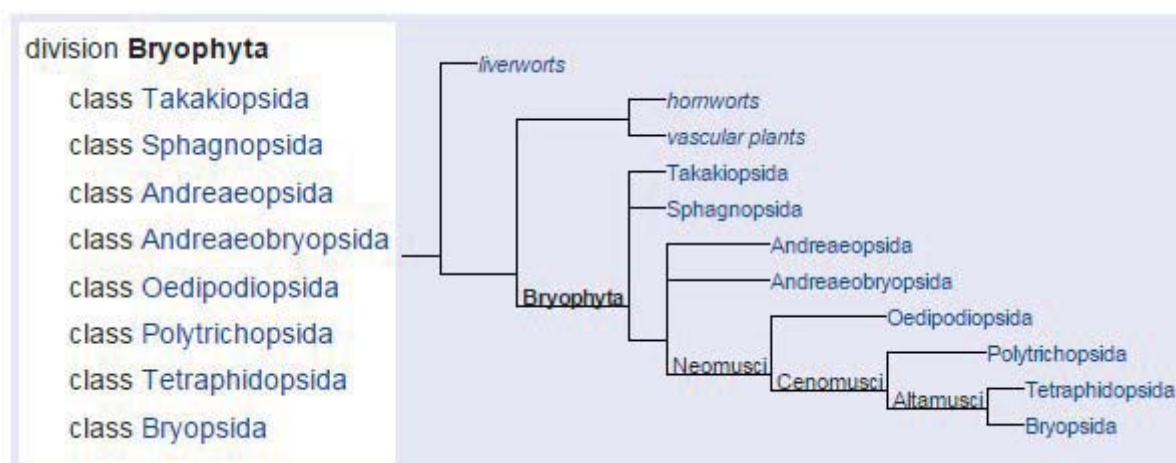 division Bryophyta
class Takakiopsida
class Sphagnopsida
class Andreaeopsida
class Andreaeobryopsida
class Oedipodiopsida
class Polytrichopsida
class Tetraphidopsida
class Bryopsida
liverworts
hornworts
vascular plants
Takakiopsida
Sphagnopsida
Andreaeopsida
Andreaeobryopsida
Bryophyta
Oedipodiopsida
Polytrichopsida
Neomusci
Cenomusci
Tetraphidopsida
Altamusci
Bryopsida